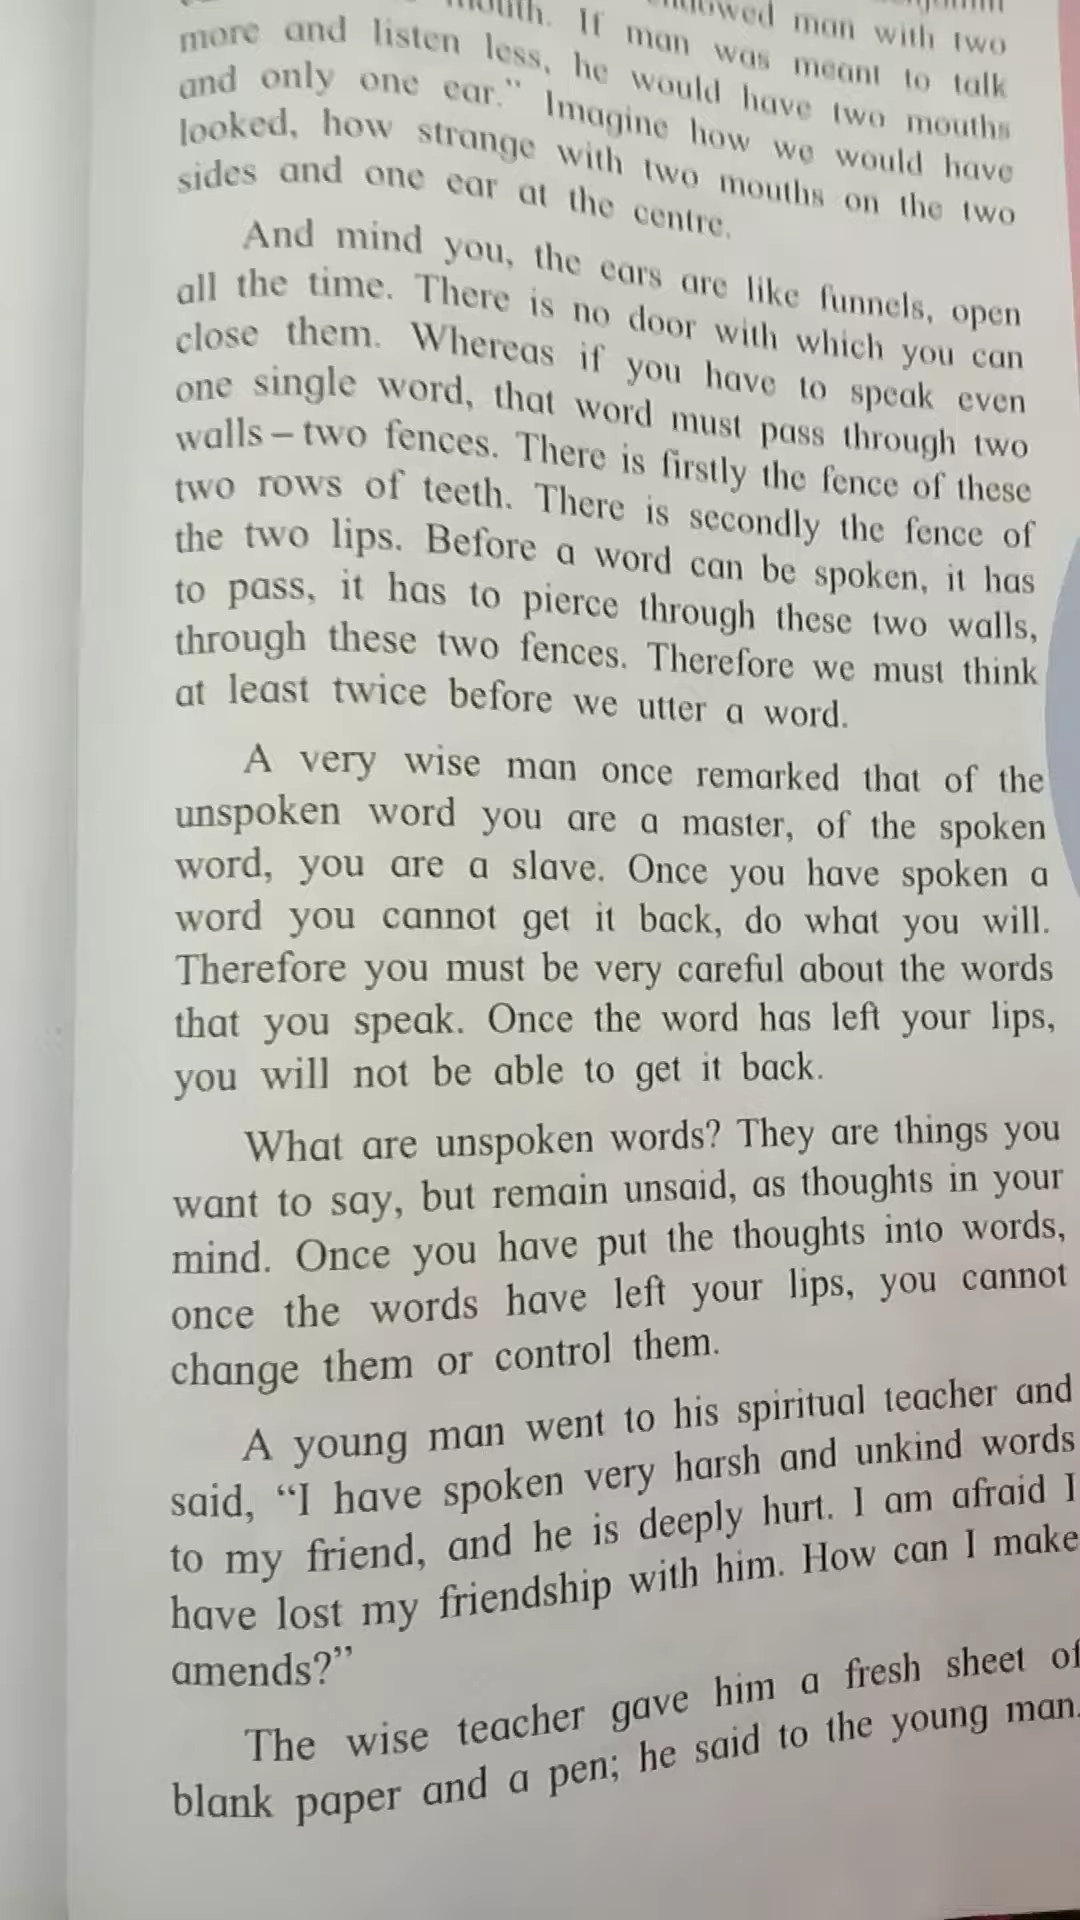 man with two
mouth. If man was meant to talk
more and listen less, he would have two mouths
and only one ear." Imagine how we would have
looked, how strange with two mouths on the two
sides and one ear at the centre.
And mind you, the ears are like funnels, open
all the time. There is no door with which you can
close them. Whereas if you have to speak even
one single word, that word must pass through two
walls – two fences. There is firstly the fence of these
two rows of teeth. There is secondly the fence of
the two lips. Before a word can be spoken, it has
to pass, it has to pierce through these two walls,
through these two fences. Therefore we must think
at least twice before we utter a word.
A very wise man once remarked that of the
unspoken word you are a master, of the spoken
word, you are a slave. Once you have spoken a
word you cannot get it back, do what you will.
Therefore you must be very careful about the words
that you speak. Once the word has left your lips,
you will not be able to get it back.
What are unspoken words? They are things you
want to say, but remain unsaid, as thoughts in your
mind. Once you have put the thoughts into words,
once the words have left your lips, you cannot
change them or control them.
A young man went to his spiritual teacher and
said, “I have spoken very harsh and unkind words
to my friend, and he is deeply hurt. I am afraid I
have lost my friendship with him. How can I make
amends?”
The wise teacher gave him a fresh sheet of
blank paper and a pen; he said to the young man.